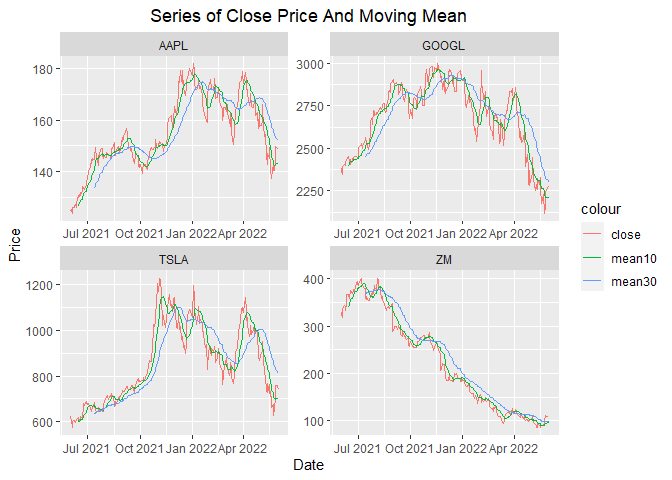 Series of Close Price And Moving Mean
AAPL
GOOGL
180
160
140
3000
2750
2500
2250
Jul 2021 Oct 2021 Jan 2022 Apr 2022
Jul 2021 Oct 2021 Jan 2022 Apr 2022
TSLA
ZM
1200
1000
800
600
400
300
200
100
Jul 2021 Oct 2021 Jan 2022 Apr 2022
Jul 2021 Oct 2021 Jan 2022 Apr 2022
Price
Date
colour
close
mean10
mean30